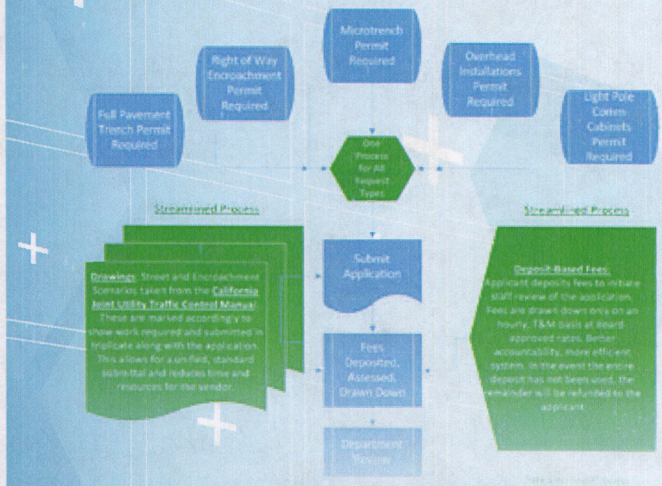 Microtrench
Permit
Required
Right of Way
Encroachment
Permit
Required
Overhead
Installations
Permit
Required
Full Pavement
Trench Permit
Required
Light Pole
Comm
Cabinets
Permit
Required
One
Process
for All
Request
Types
Streamlined Process
Streamlined Process
Drawings: Street and Encroachment
Scenarios taken from the California
Joint Utility Traffic Control Manual.
These are marked accordingly to
show work required and submitted in
triplicate along with the application.
This allows for a unified, standard
submittal and reduces time and
resources for the vendor.
Submit
Application
Fees
Deposited,
Assessed,
Drawn Down
Department
Review
Deposit-Based Fees:
Applicant deposits fees to initiate
staff review of the application.
Fees are drawn down only on an
hourly, T&M basis at Board-
approved rates. Better
accountability, more efficient
system. In the event the entire
deposit has not been used, the
remainder will be refunded to the
applicant.